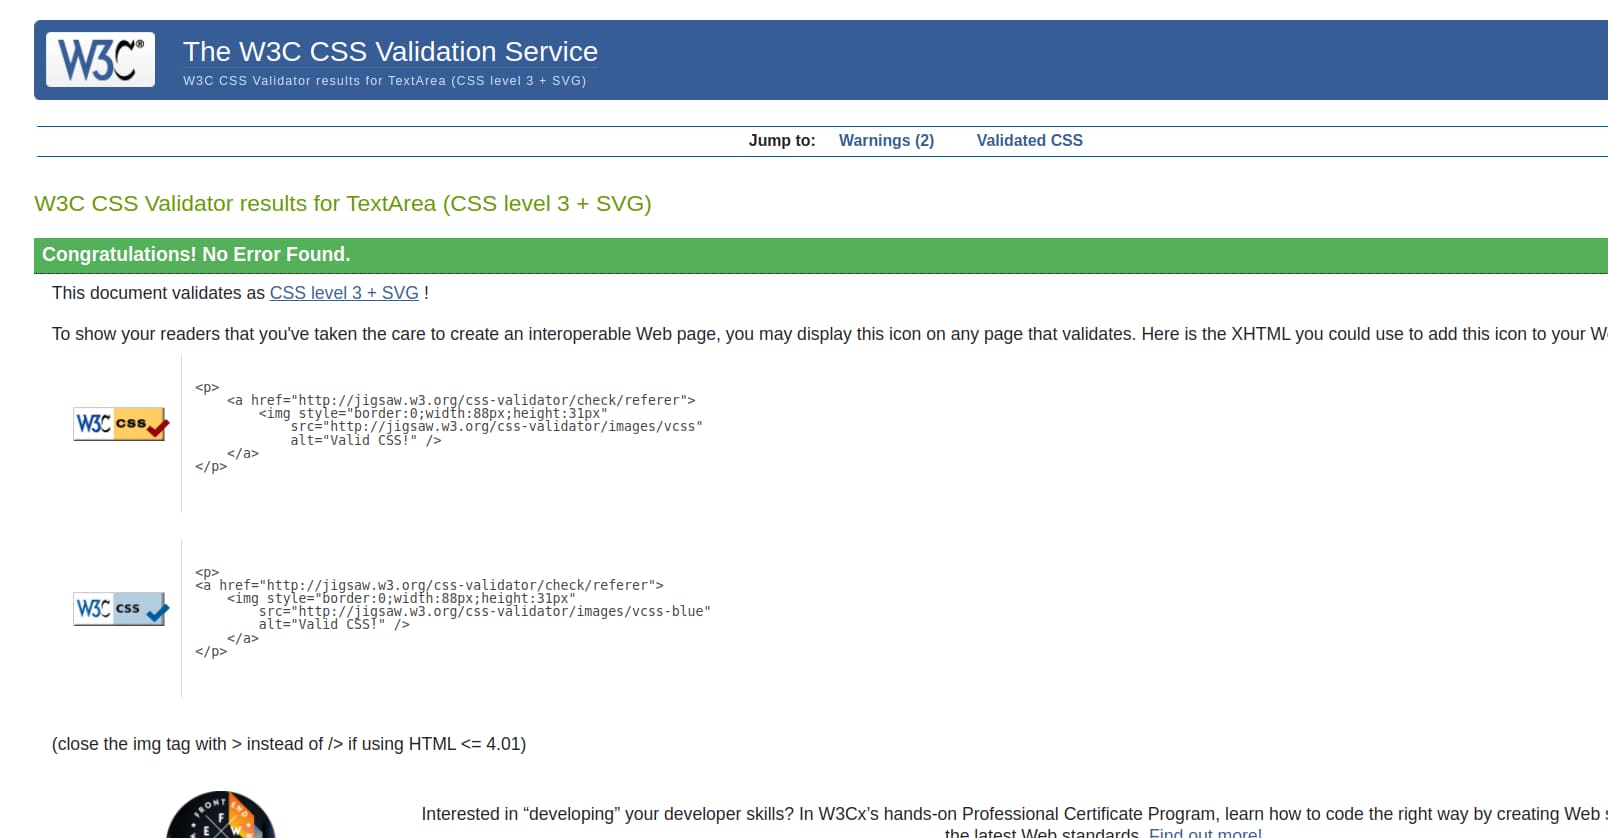 W3C®
The W3C CSS Validation Service
W3C CSS Validator results for TextArea (CSS level 3 + SVG)
Jump to: Warnings (2) Validated CSS
W3C CSS Validator results for TextArea (CSS level 3 + SVG)
Congratulations! No Error Found.
This document validates as CSS level 3 + SVG !
To show your readers that you've taken the care to create an interoperable Web page, you may display this icon on any page that validates. Here is the XHTML you could use to add this icon to your W
<p>
<a href="http://jigsaw.w3.org/css-validator/check/referer">
<img style="border:0;width:88px;height:31px"
src="http://jigsaw.w3.org/css-validator/images/vcss"
alt="Valid CSS!" />
</a>
</p>
W3C css
<p>
<a href="http://jigsaw.w3.org/css-validator/check/referer">
<img style="border:0;width:88px;height:31px"
src="http://jigsaw.w3.org/css-validator/images/vcss-blue"
alt="Valid CSS!" />
</a>
</p>
W3C css
(close the img tag with > instead of /> if using HTML <= 4.01)
FRONT END
F
E W
Interested in “developing” your developer skills? In W3Cx’s hands-on Professional Certificate Program, learn how to code the right way by creating Web
the latest Web standards. Find out more!